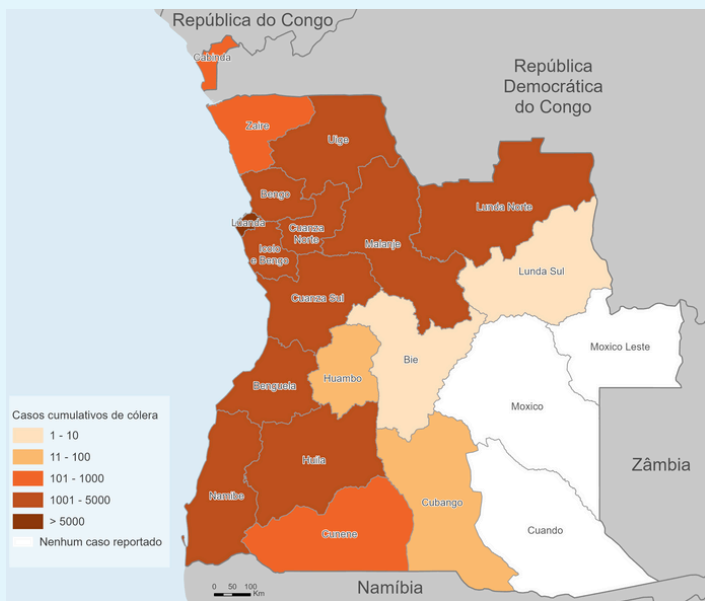 República do Congo
Cabinda
República
Democrática
do Congo
Zaire
Uíge
Bengo
Luanda
Cuanza
Norte
Icolo
e Bengo
Malanje
Lunda Norte
Lunda Sul
Cuanza Sul
Moxico Leste
Bie
Huambo
Benguela
Moxico
Casos cumulativos de cólera
1 - 10
11 - 100
101 - 1000
1001 - 5000
> 5000
Nenhum caso reportado
Zâmbia
Huíla
Namibe
Cubango
Cuando
Cunene
0 50 100
Km
Namíbia